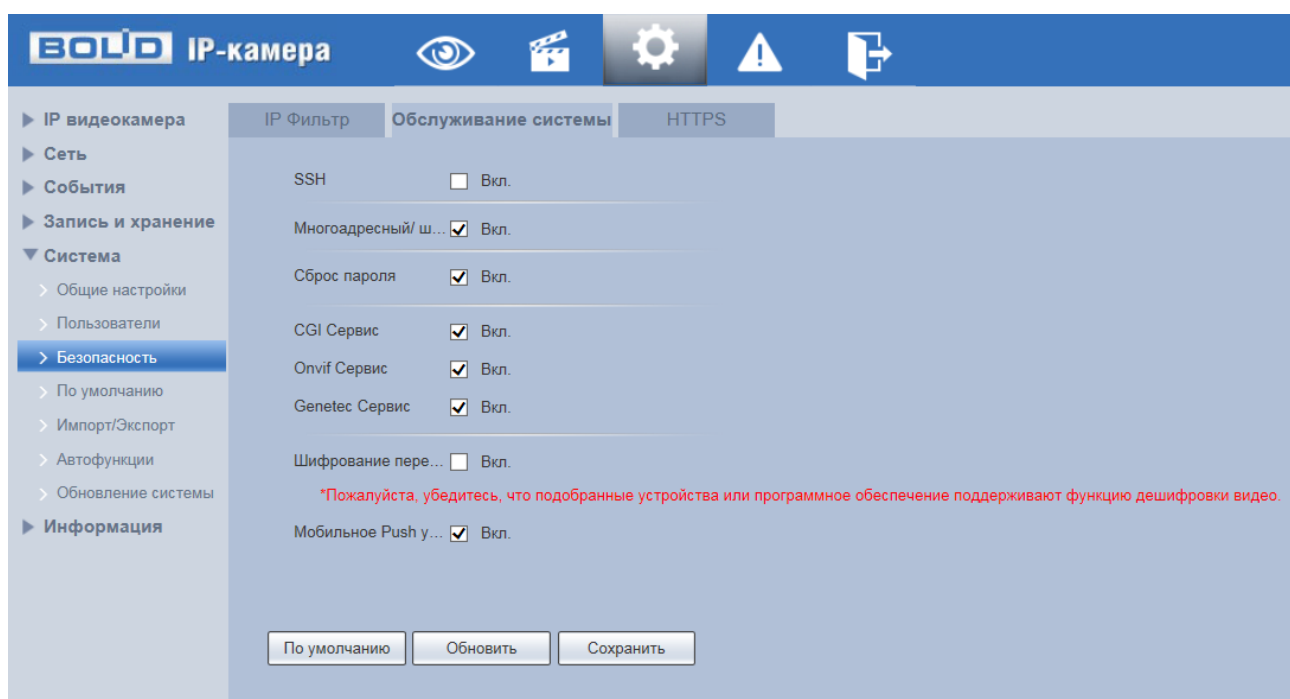 BOLID IP-камера
IP видеокамера
Сеть
События
Запись и хранение
Система
Общие настройки
Пользователи
Безопасность
По умолчанию
Импорт/Экспорт
Автофункции
Обновление системы
Информация
IP Фильтр Обслуживание системы HTTPS
SSH Вкл.
Многоадресный/ ш... Вкл.
Сброс пароля Вкл.
CGI Сервис Вкл.
Onvif Сервис Вкл.
Genetec Сервис Вкл.
Шифрование пере... Вкл.
*Пожалуйста, убедитесь, что подобранные устройства или программное обеспечение поддерживают функцию дешифровки видео.
Мобильное Push у... Вкл.
По умолчанию Обновить Сохранить